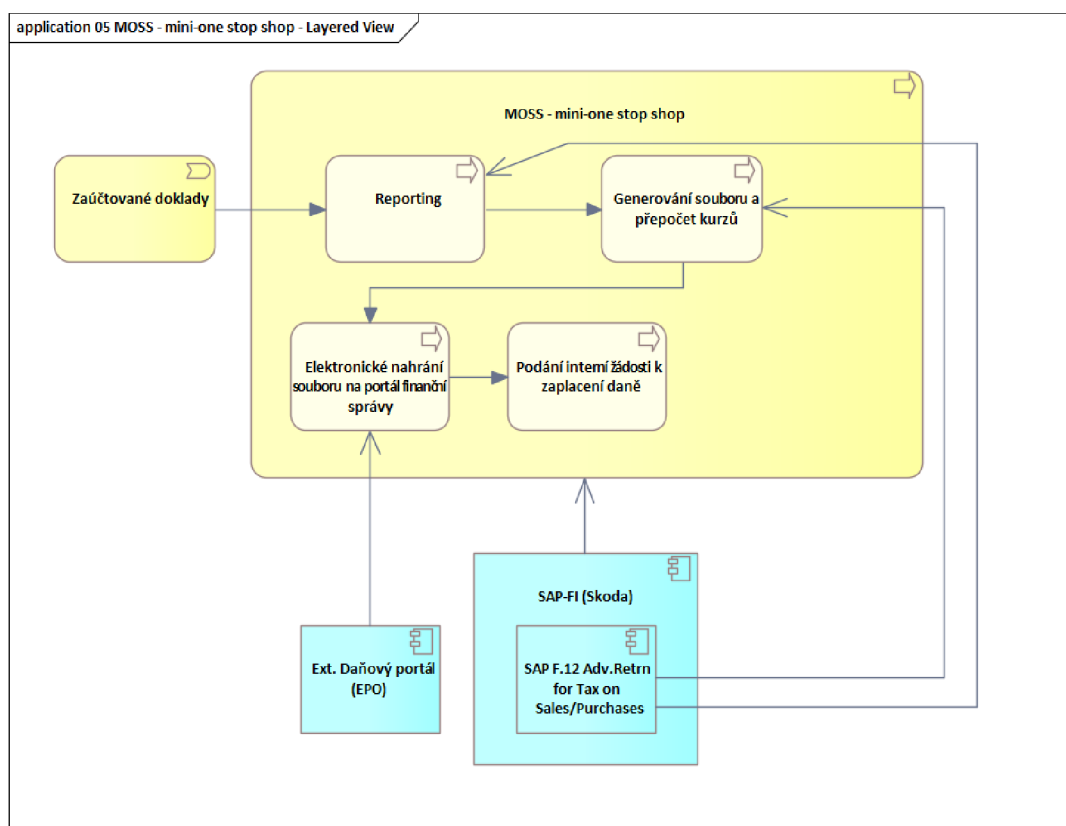 application 05 MOSS - mini-one stop shop - Layered View
MOSS - mini-one stop shop
Zaúčtované doklady
Reporting
Generování souboru a
přepočet kurzů
Elektronické nahrání
souboru na portál finanční
správy
Podání interní žádosti k
zaplacení daně
SAP-FI (Skoda)
Ext. Daňový portál
(EPO)
SAP F.12 Adv.Retrn
for Tax on
Sales/Purchases